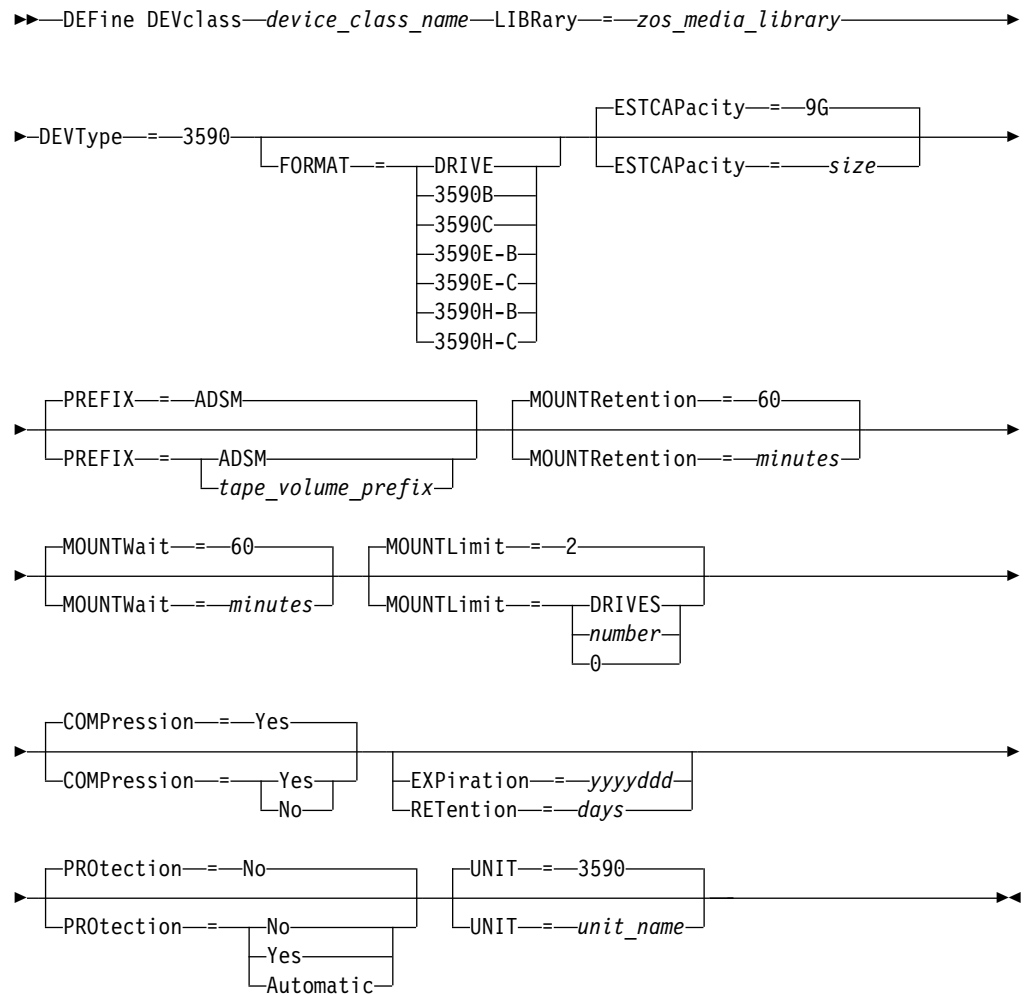 DEFine DEVclass device_class_name LIBRary = zos_media_library
ESTCAPacity = 9G
DEVType = 3590
FORMAT = DRIVE
ESTCAPacity = size
3590B
3590C
3590E-B
3590E-C
3590H-B
3590H-C
PREFIX = ADSM
MOUNTRetention = 60
PREFIX = ADSM
MOUNTRetention = minutes
tape_volume_prefix
MOUNTWait = 60
MOUNTLimit = 2
MOUNTWait = minutes
MOUNTLimit = DRIVES
number
0
COMPression = Yes
COMPression = Yes
EXPiration = yyyyddd
No
RETention = days
PROtection = No
UNIT = 3590
PROtection = No
UNIT = unit_name
Yes
Automatic